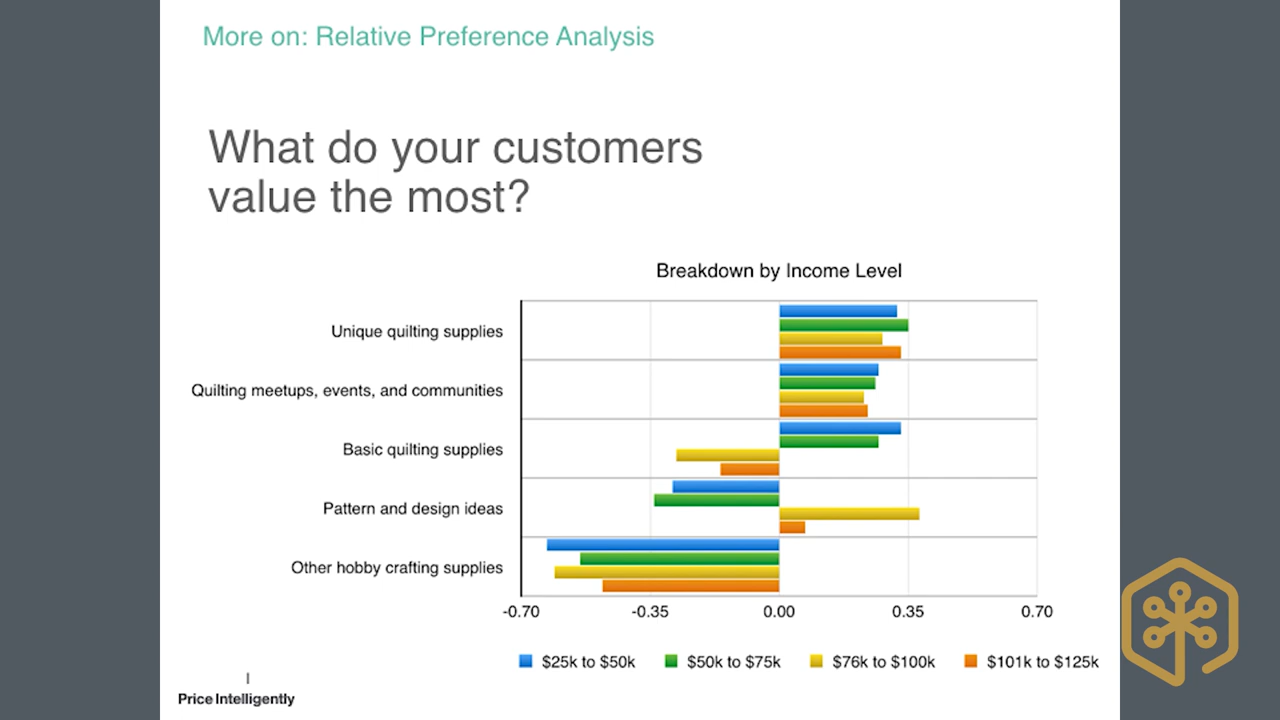 More on: Relative Preference Analysis
What do your customers
value the most?
Breakdown by Income Level
Unique quilting supplies
Quilting meetups, events, and communities
Basic quilting supplies
Pattern and design ideas
Other hobby crafting supplies
-0.70 -0.35 0.00 0.35 0.70
$25k to $50k $50k to $75k $76k to $100k $101k to $125k
Price Intelligently